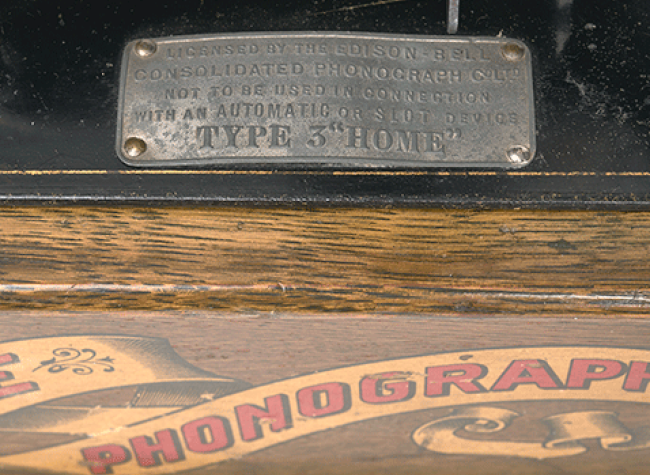 LICENSED BY THE EDISON-BELL
CONSOLIDATED PHONOGRAPH Co LD
NOT TO BE USED IN CONNECTION
WITH AN AUTOMATIC OR SLOT DEVICE
TYPE 3 "HOME"
E
PHONOGRAPH